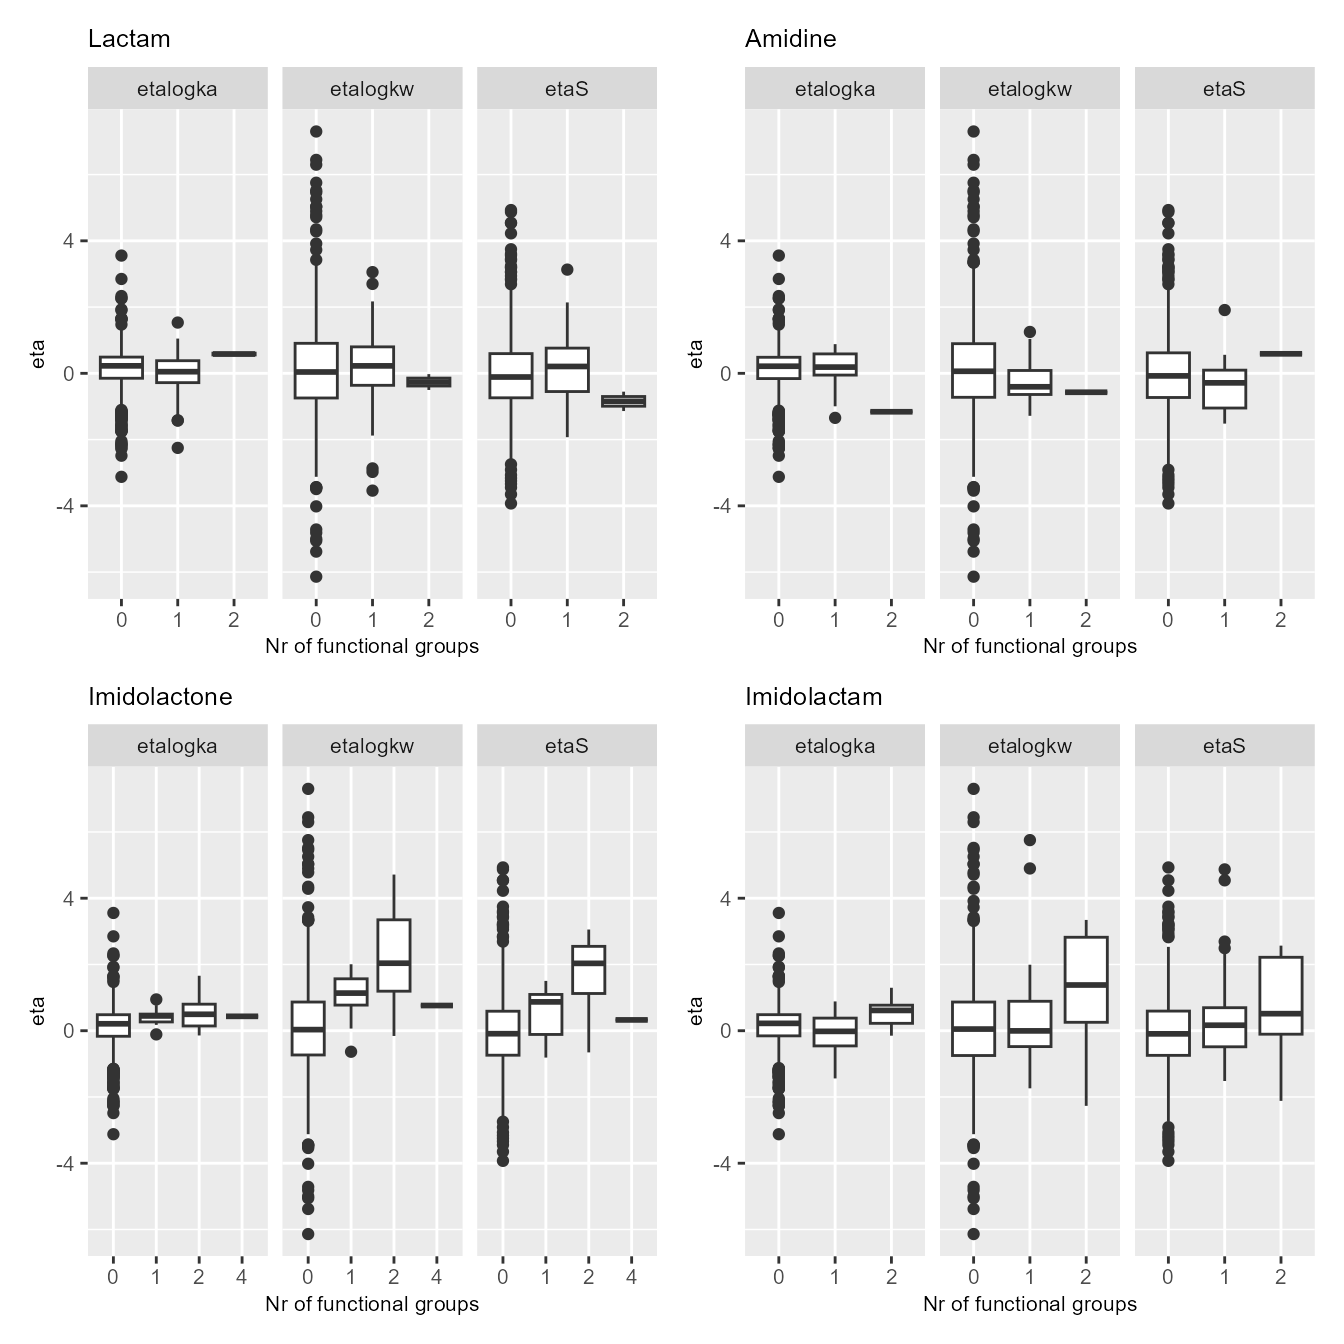 Lactam
etalogka etalogkw etaS
eta
4
0
-4
0 1 2 0 1 2 0 1 2
Nr of functional groups
Amidine
etalogka etalogkw etaS
eta
4
0
-4
0 1 2 0 1 2 0 1 2
Nr of functional groups
Imidolactone
etalogka etalogkw etaS
eta
4
0
-4
0 1 2 4 0 1 2 4 0 1 2 4
Nr of functional groups
Imidolactam
etalogka etalogkw etaS
eta
4
0
-4
0 1 2 0 1 2 0 1 2
Nr of functional groups